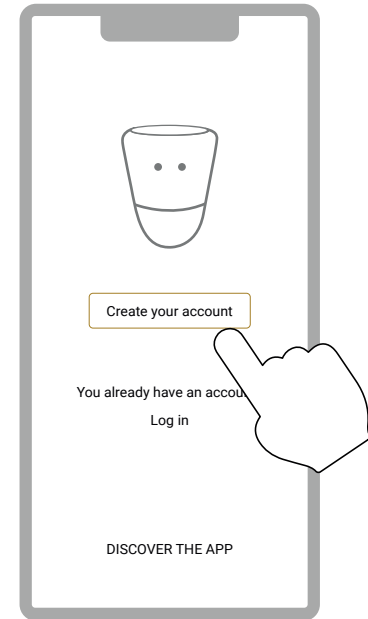 Create your account
You already have an accou
Log in
DISCOVER THE APP